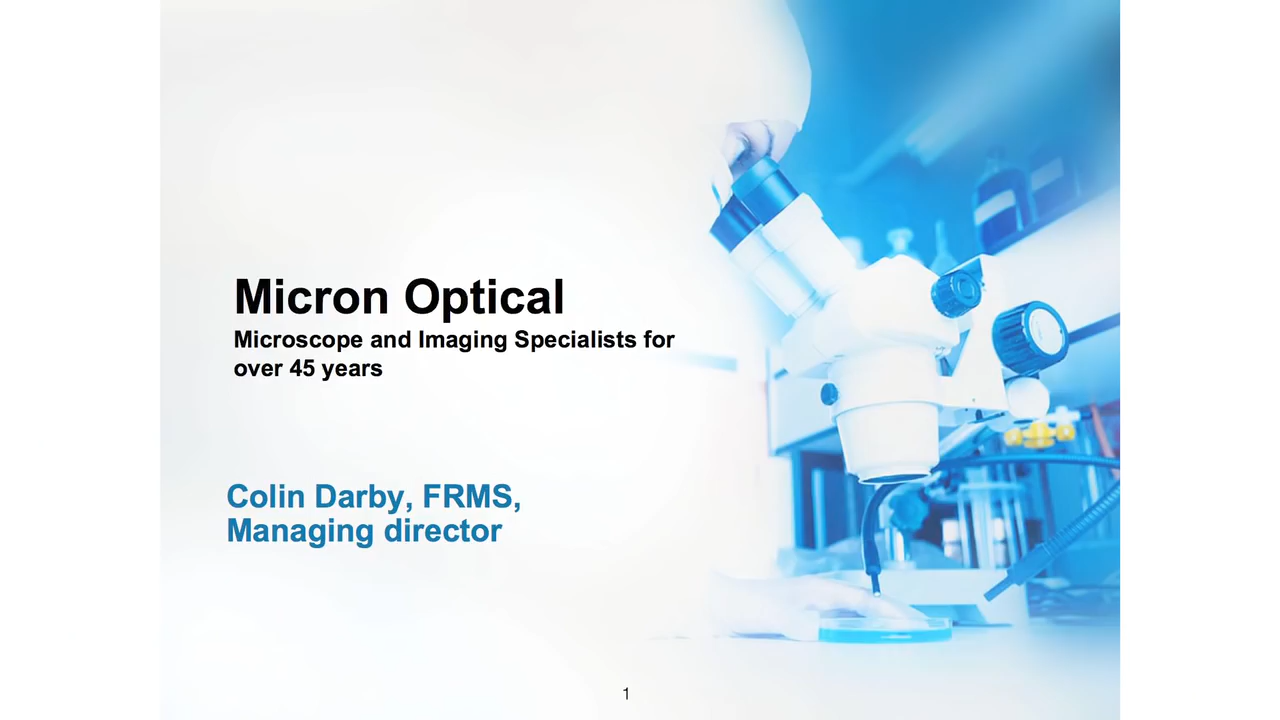 Micron Optical
Microscope and Imaging Specialists for
over 45 years
Colin Darby, FRMS,
Managing director
1